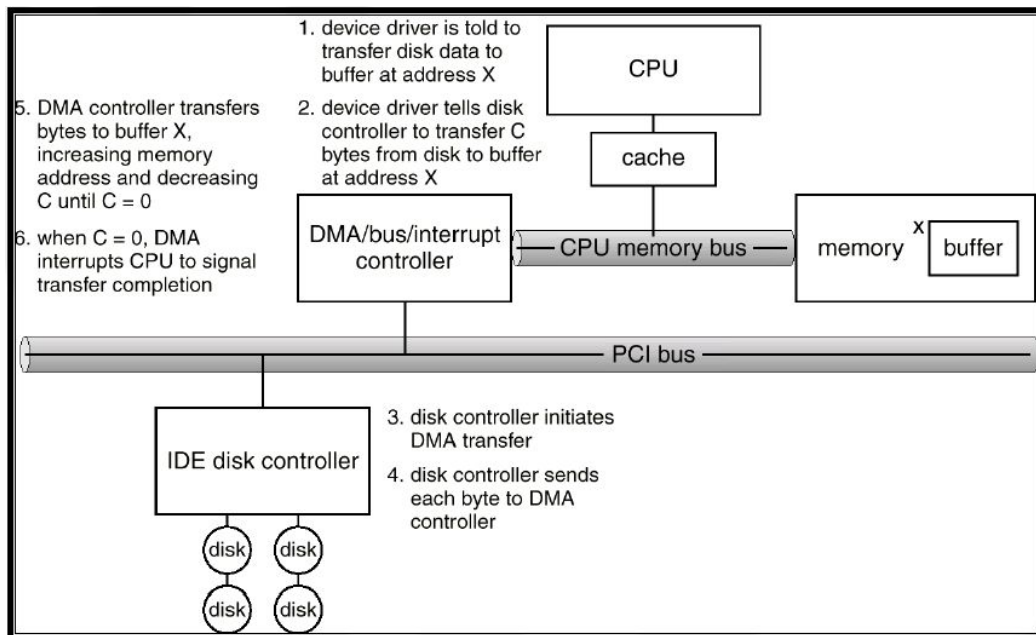 1. device driver is told to
transfer disk data to
buffer at address X
2. device driver tells disk
controller to transfer C
bytes from disk to buffer
at address X
5. DMA controller transfers
bytes to buffer X,
increasing memory
address and decreasing
C until C = 0
6. when C = 0, DMA
interrupts CPU to signal
transfer completion
CPU
cache
DMA/bus/interrupt
controller
CPU memory bus
memory
x
buffer
PCI bus
IDE disk controller
3. disk controller initiates
DMA transfer
4. disk controller sends
each byte to DMA
controller
disk
disk
disk
disk